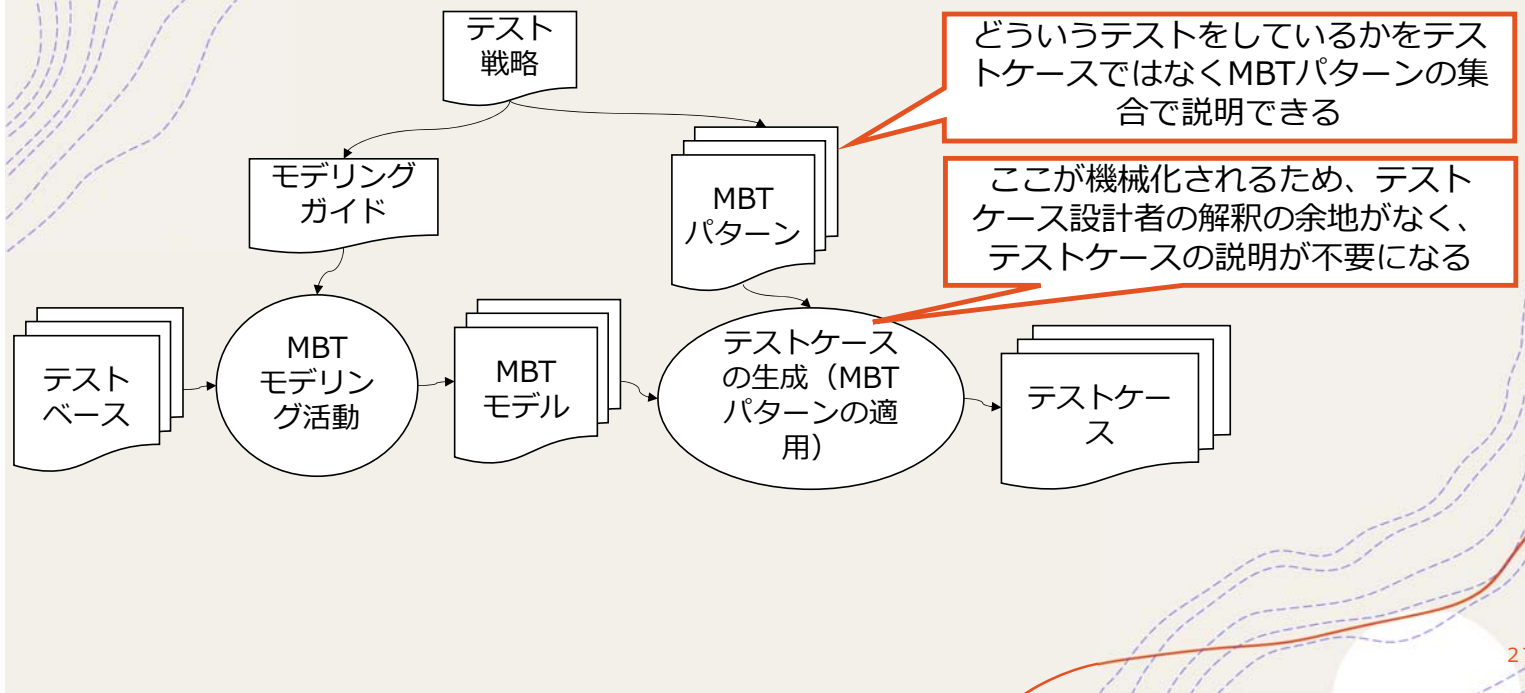 テスト
戦略
どういうテストをしているかをテス
トケースではなくMBTパターンの集
合で説明できる
モデリング
ガイド
MBT
パターン
ここが機械化されるため、テスト
ケース設計者の解釈の余地がなく、
テストケースの説明が不要になる
テスト
ベース
MBT
モデリン
グ活動
MBT
モデル
テストケース
の生成（MBT
パターンの適
用）
テストケー
ス